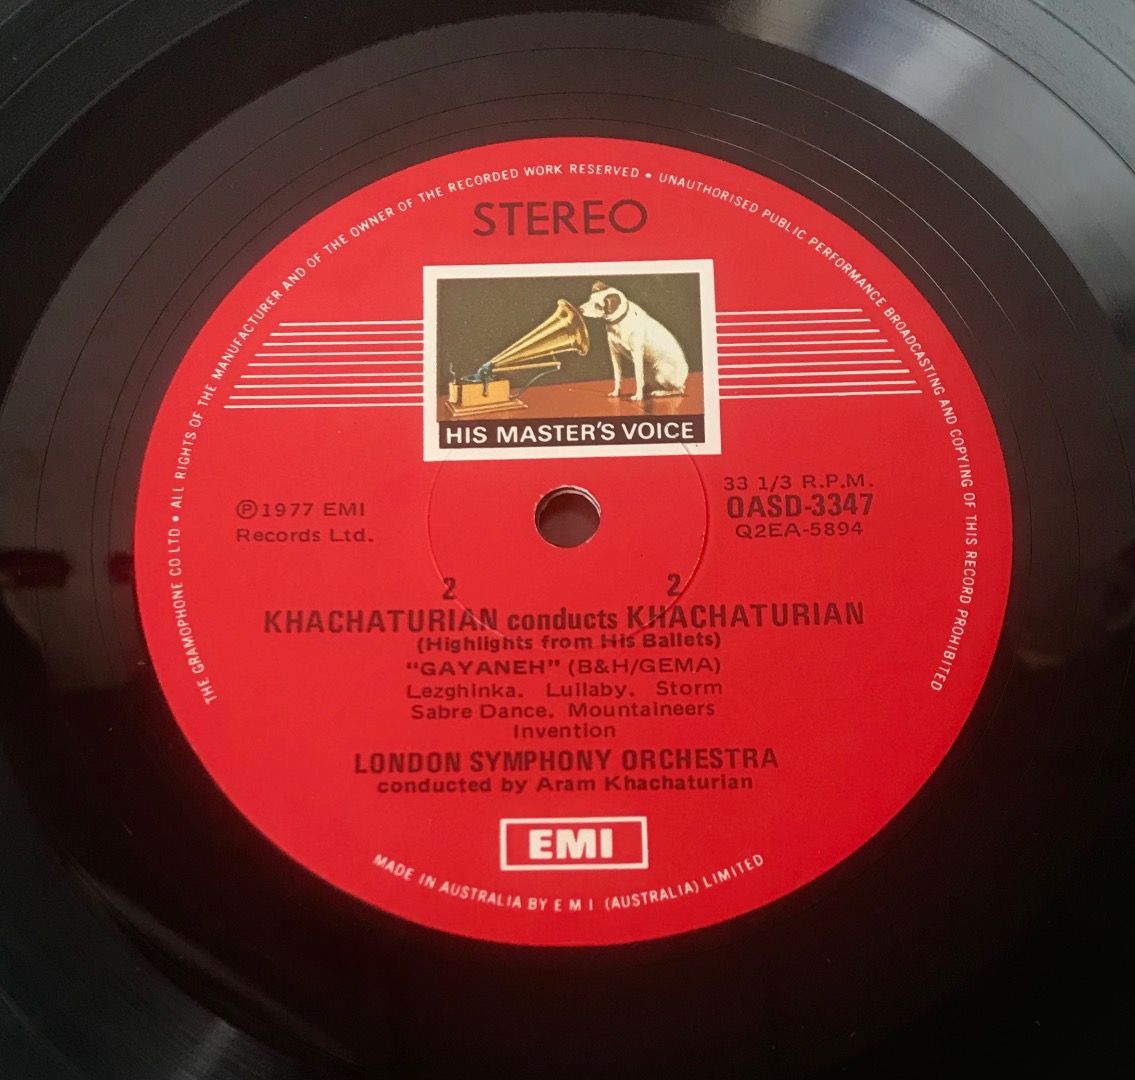 THE GRAMOPHONE CO LTD • ALL RIGHTS OF THE MANUFACTURER AND OF THE OWNER OF THE RECORDED WORK RESERVED • UNAUTHORISED PUBLIC PERFORMANCE BROADCASTING AND COPYING OF THIS RECORD PROHIBITED
STEREO
HIS MASTER'S VOICE
℗1977 EMI
Records Ltd.
33 1/3 R.P.M.
OASD-3347
Q2EA-5894
2 2
KHACHATURIAN conducts KHACHATURIAN
(Highlights from His Ballets)
"GAYANEH" (B&H/GEMA)
Lezghinka. Lullaby. Storm
Sabre Dance. Mountaineers
Invention
LONDON SYMPHONY ORCHESTRA
conducted by Aram Khachaturian
EMI
MADE IN AUSTRALIA BY E M I (AUSTRALIA) LIMITED